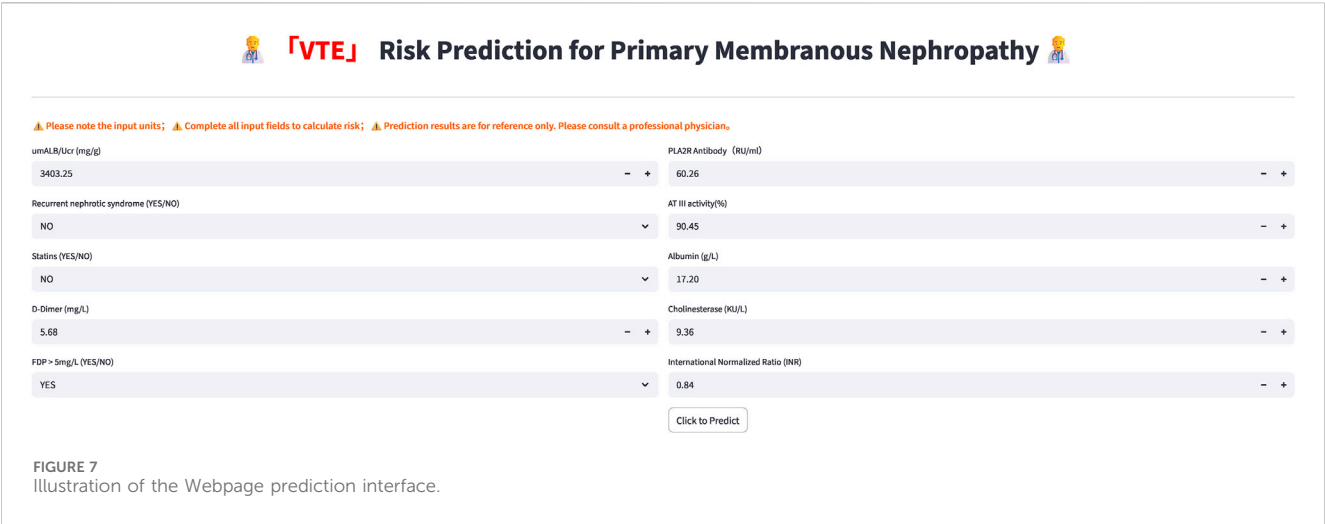 「VTE」 Risk Prediction for Primary Membranous Nephropathy
⚠ Please note the input units； ⚠ Complete all input fields to calculate risk； ⚠ Prediction results are for reference only. Please consult a professional physician。
umALB/Ucr (mg/g)
3403.25 − +
PLA2R Antibody （RU/ml）
60.26 − +
Recurrent nephrotic syndrome (YES/NO)
NO
AT III activity(%)
90.45 − +
Statins (YES/NO)
NO
Albumin (g/L)
17.20 − +
D-Dimer (mg/L)
5.68 − +
Cholinesterase (KU/L)
9.36 − +
FDP > 5mg/L (YES/NO)
YES
International Normalized Ratio (INR)
0.84 − +
Click to Predict
FIGURE 7
Illustration of the Webpage prediction interface.